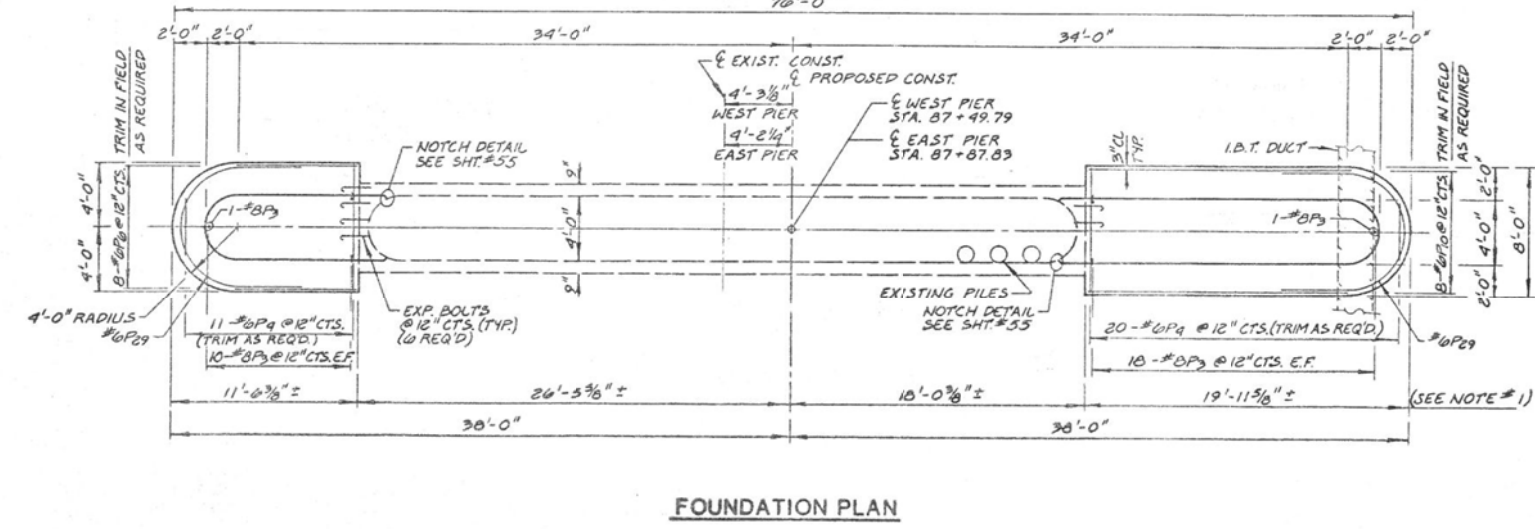 76'-0"
2'-0" 2'-0" 34'-0" 34'-0" 2'-0" 2'-0"
℄ EXIST. CONST.
℄ PROPOSED CONST.
4'-3⅛"
WEST PIER
4'-2¼"
EAST PIER
℄ WEST PIER
STA. 87+49.79
℄ EAST PIER
STA. 87+87.83
TRIM IN FIELD
AS REQUIRED
8-#6P6 @ 12" CTS.
4'-0"
4'-0"
NOTCH DETAIL
SEE SHT.#55
1-#8P3
9"
4'-0"
9"
3" CL
TYP.
I.B.T. DUCT
1-#8P3
TRIM IN FIELD
AS REQUIRED
8-#6P10 @ 12" CTS.
2'-0"
4'-0"
2'-0"
8'-0"
EXISTING PILES
NOTCH DETAIL
SEE SHT.#55
4'-0" RADIUS
#6P29
11-#6P9 @ 12" CTS.
(TRIM AS REQ'D.)
10-#8P3 @ 12" CTS. E.F.
EXP. BOLTS
@ 12" CTS. (TYP.)
(6 REQ'D)
20-#6P9 @ 12" CTS. (TRIM AS REQ'D.)
#6P29
18-#8P3 @ 12" CTS. E.F.
11'-6⅜" ± 26'-5⅝" ± 18'-0⅜" ± 19'-11⅝" ± (SEE NOTE #1)
38'-0" 38'-0"
FOUNDATION PLAN